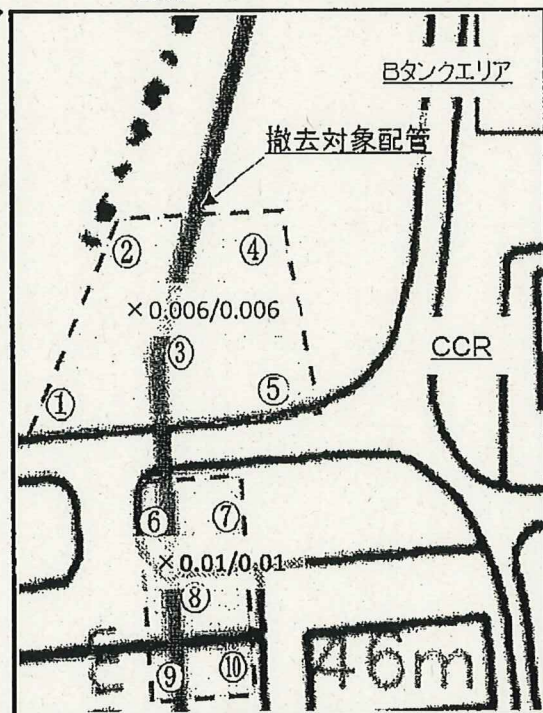 Bタンクエリア
撤去対象配管
② ④
× 0.006/0.006
③
CCR
① ⑤
⑥ ⑦
× 0.01/0.01
⑧
⑨ ⑩
46m